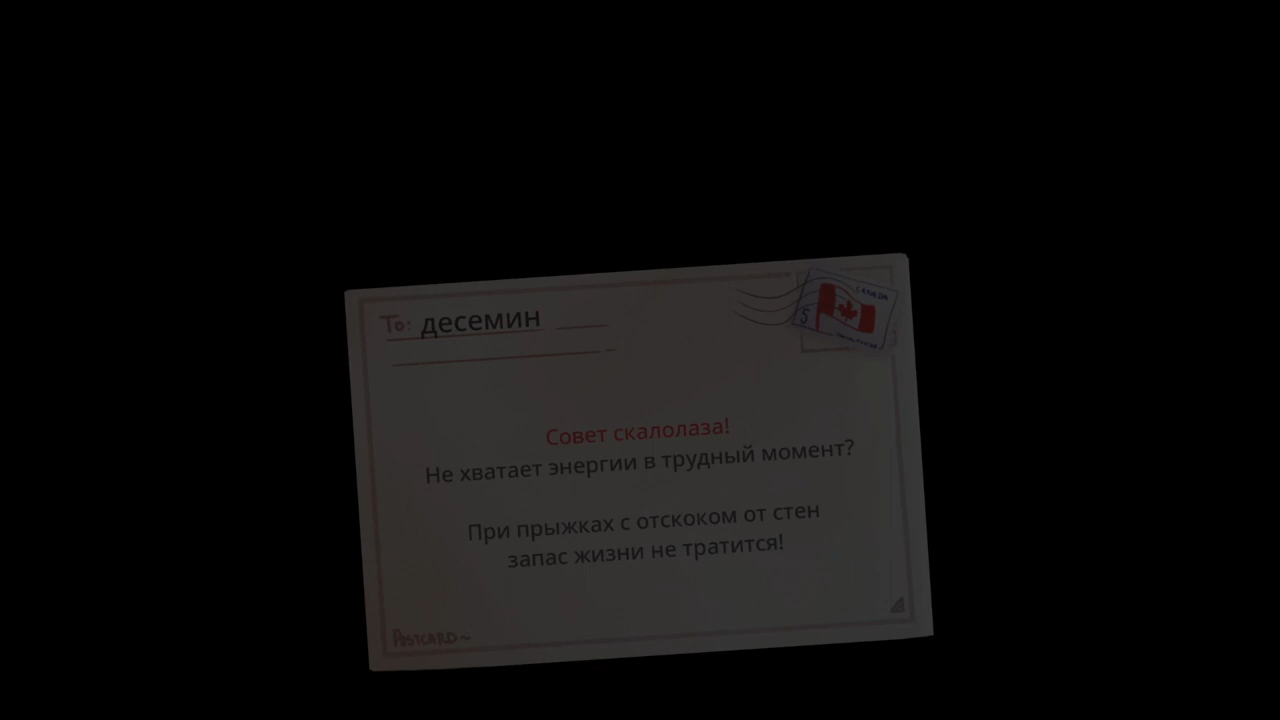 To: десемин
CANADA
5
Совет скалолаза!
Не хватает энергии в трудный момент?
При прыжках с отскоком от стен
запас жизни не тратится!
POSTCARD~